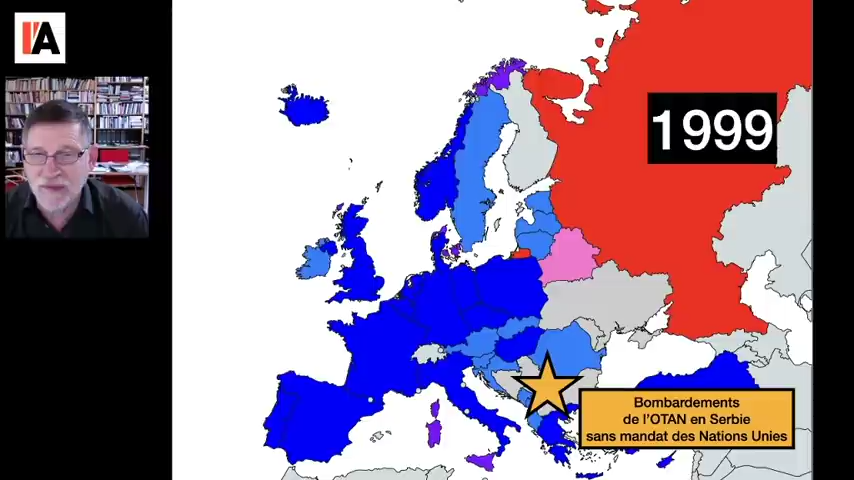 I'A
1999
Bombardements
de l'OTAN en Serbie
sans mandat des Nations Unies